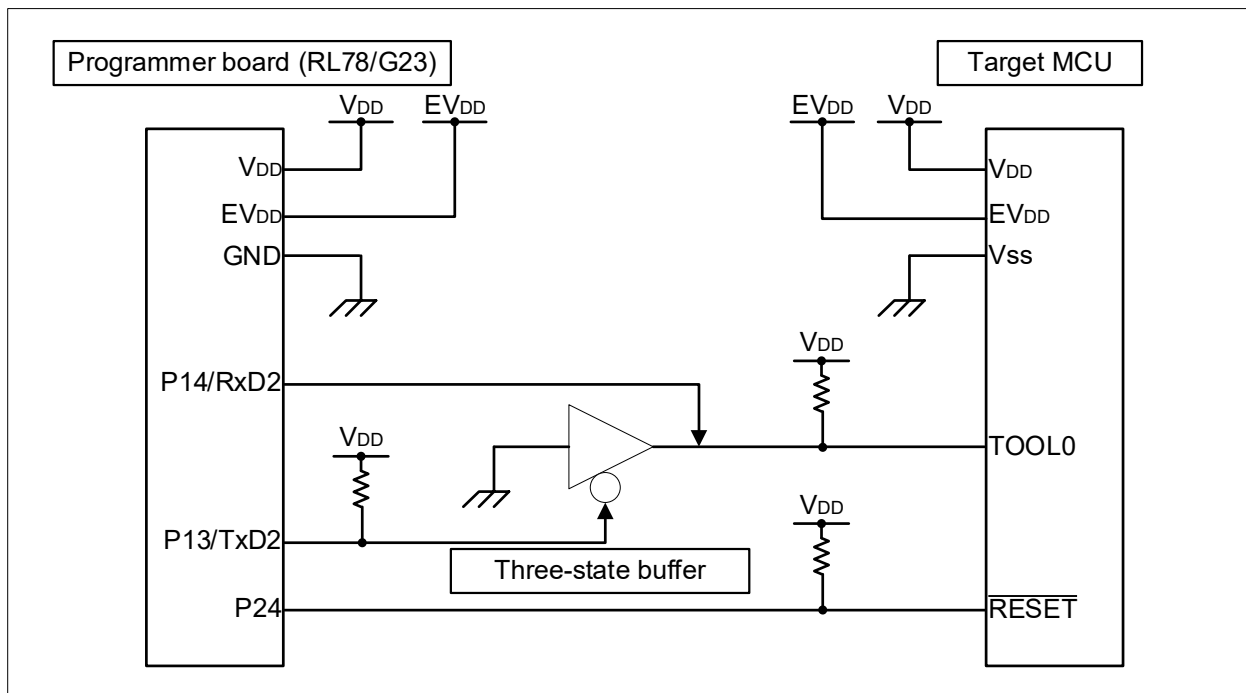 Programmer board (RL78/G23)
Target MCU
VDD
EVDD
EVDD
VDD
VDD
VDD
EVDD
EVDD
GND
Vss
VDD
P14/RxD2
VDD
TOOL0
VDD
P13/TxD2
Three-state buffer
P24
RESET